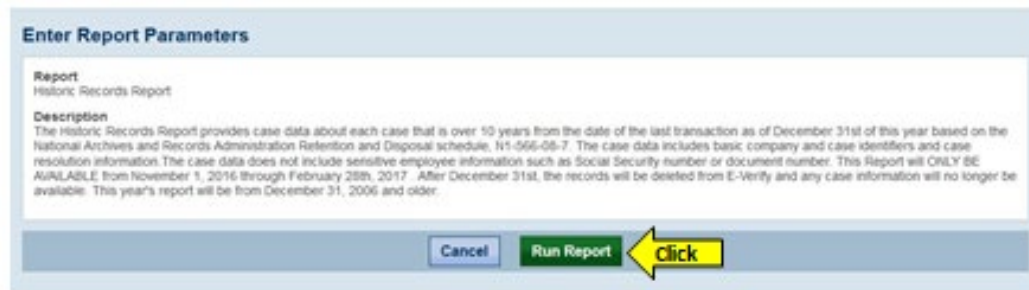 Enter Report Parameters
Report
Historic Records Report
Description
The Historic Records Report provides case data about each case that is over 10 years from the date of the last transaction as of December 31st of this year based on the
National Archives and Records Administration Retention and Disposal schedule, N1-566-08-7. The case data includes basic company and case identifiers and case
resolution information.The case data does not include sensitive employee information such as Social Security number or document number. This Report will ONLY BE
AVAILABLE from November 1, 2016 through February 28th, 2017 . After December 31st, the records will be deleted from E-Verify and any case information will no longer be
available. This year's report will be from December 31, 2006 and older.
Cancel Run Report Click